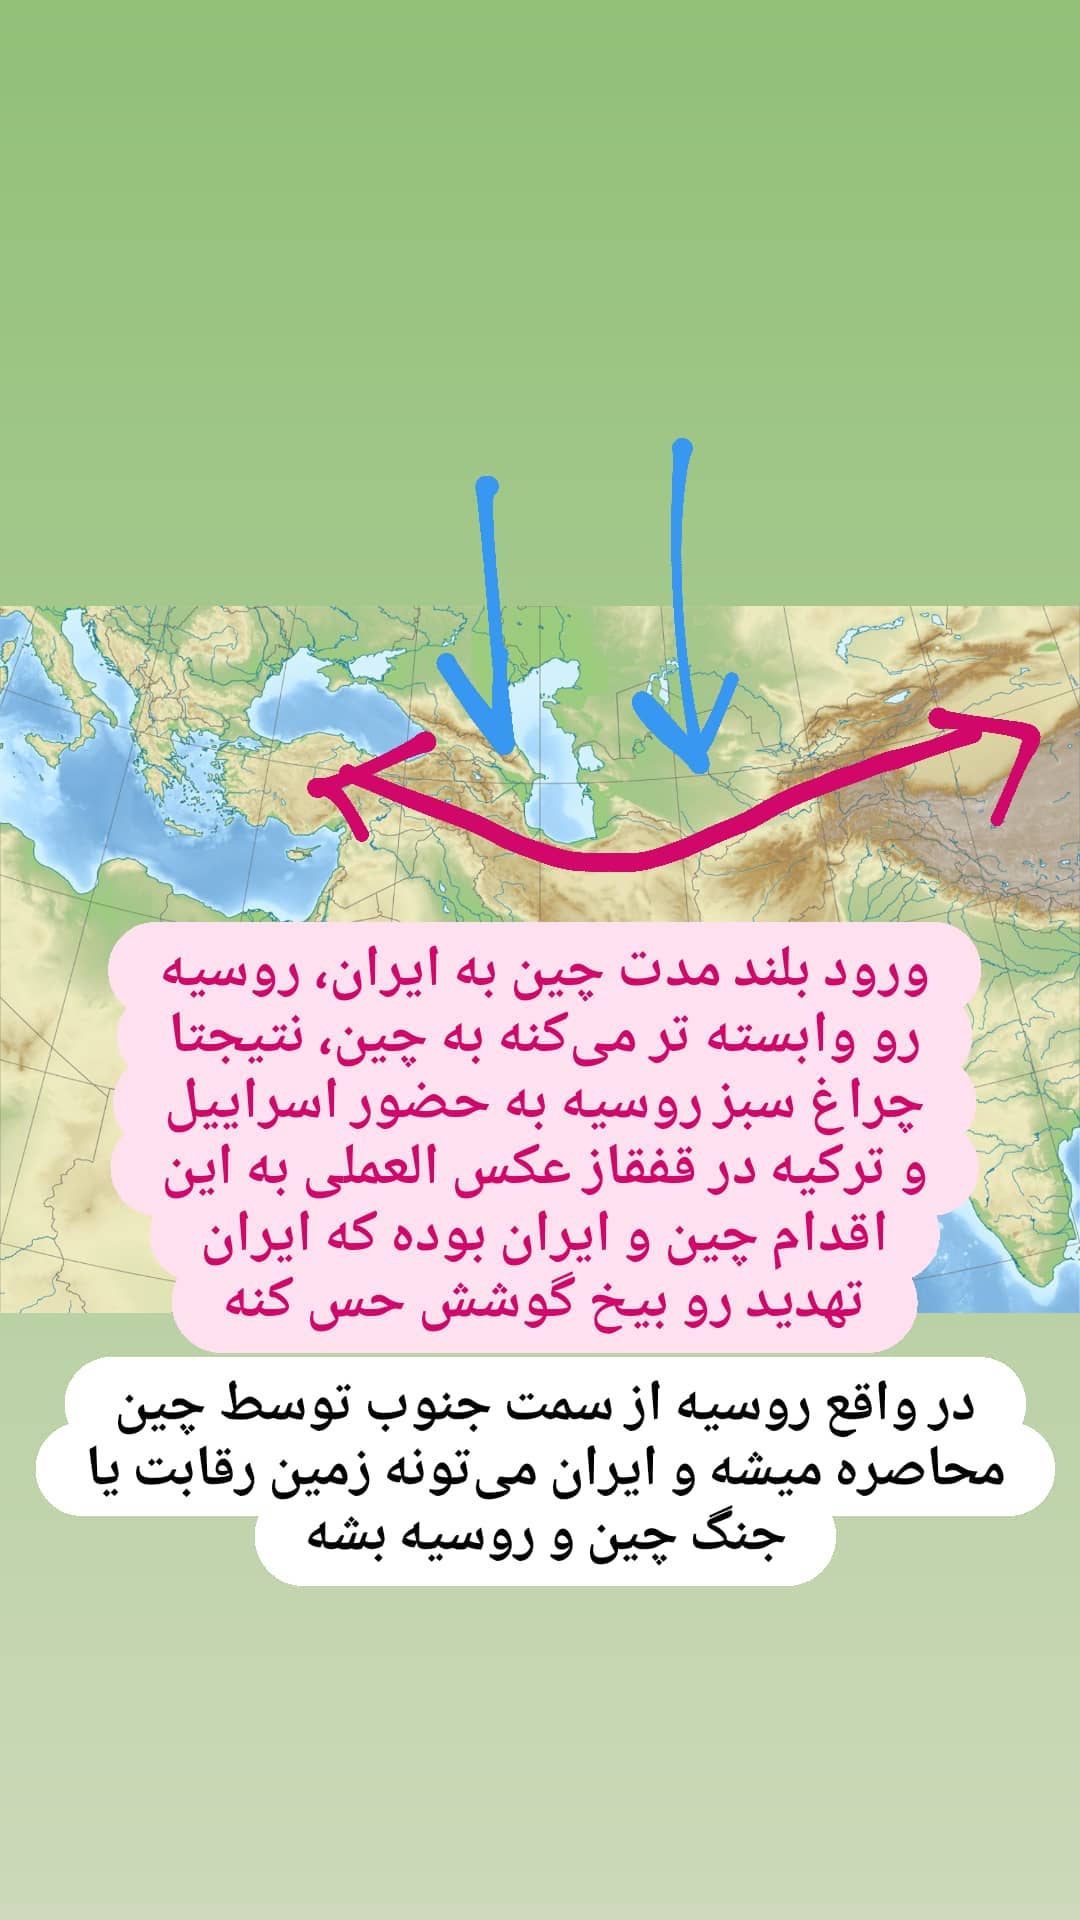 ورود بلند مدت چین به ایران، روسیه
رو وابسته تر می‌کنه به چین، نتیجتا
چراغ سبز روسیه به حضور اسراییل
و ترکیه در قفقاز عکس العملی به این
اقدام چین و ایران بوده که ایران
تهدید رو بیخ گوشش حس کنه
در واقع روسیه از سمت جنوب توسط چین
محاصره میشه و ایران می‌تونه زمین رقابت یا
جنگ چین و روسیه بشه